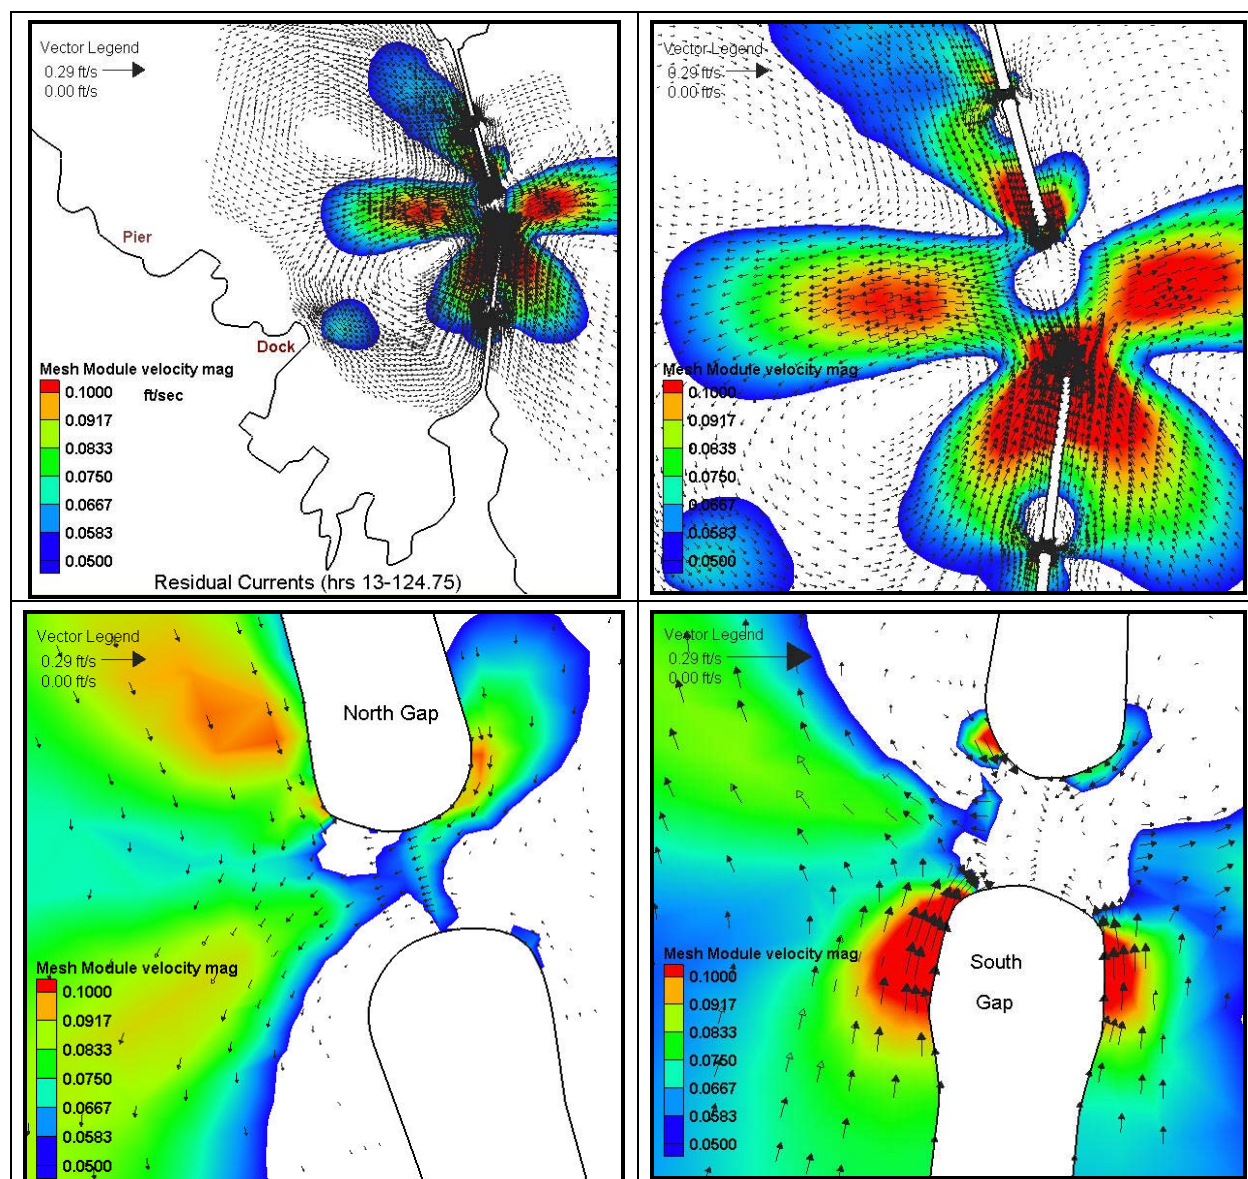 Vector Legend
0.29 ft/s
0.00 ft/s
Pier
Dock
Mesh Module velocity mag
0.1000
ft/sec
0.0917
0.0833
0.0750
0.0667
0.0583
0.0500
Residual Currents (hrs 13-124.75)
Vector Legend
0.29 ft/s
0.00 ft/s
Mesh Module velocity mag
0.1000
0.0917
0.0833
0.0750
0.0667
0.0583
0.0500
Vector Legend
0.29 ft/s
0.00 ft/s
North Gap
Mesh Module velocity mag
0.1000
0.0917
0.0833
0.0750
0.0667
0.0583
0.0500
Vector Legend
0.29 ft/s
0.00 ft/s
South
Gap
Mesh Module velocity mag
0.1000
0.0917
0.0833
0.0750
0.0667
0.0583
0.0500